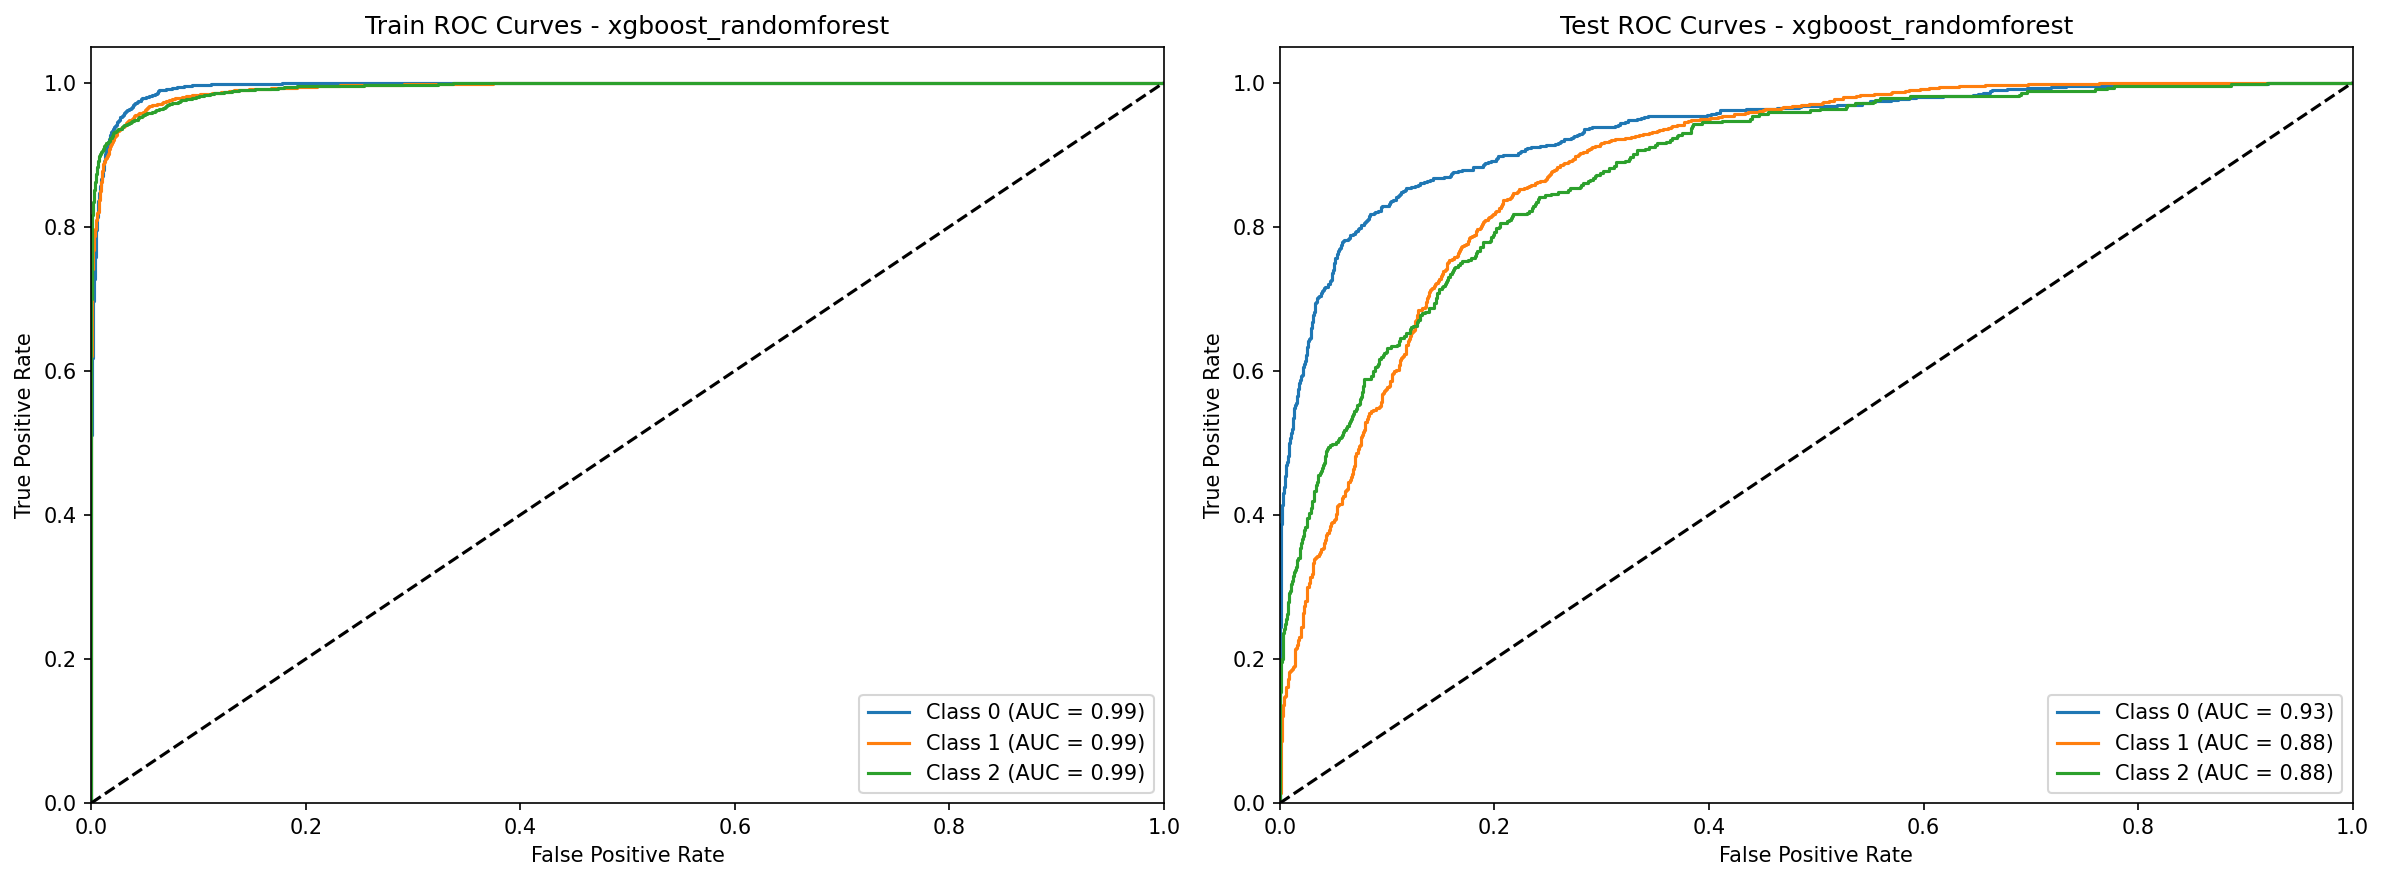 Train ROC Curves - xgboost_randomforest
True Positive Rate
1.0
0.8
0.6
0.4
0.2
0.0
Class 0 (AUC = 0.99)
Class 1 (AUC = 0.99)
Class 2 (AUC = 0.99)
0.0 0.2 0.4 0.6 0.8 1.0
False Positive Rate
Test ROC Curves - xgboost_randomforest
True Positive Rate
1.0
0.8
0.6
0.4
0.2
0.0
Class 0 (AUC = 0.93)
Class 1 (AUC = 0.88)
Class 2 (AUC = 0.88)
0.0 0.2 0.4 0.6 0.8 1.0
False Positive Rate